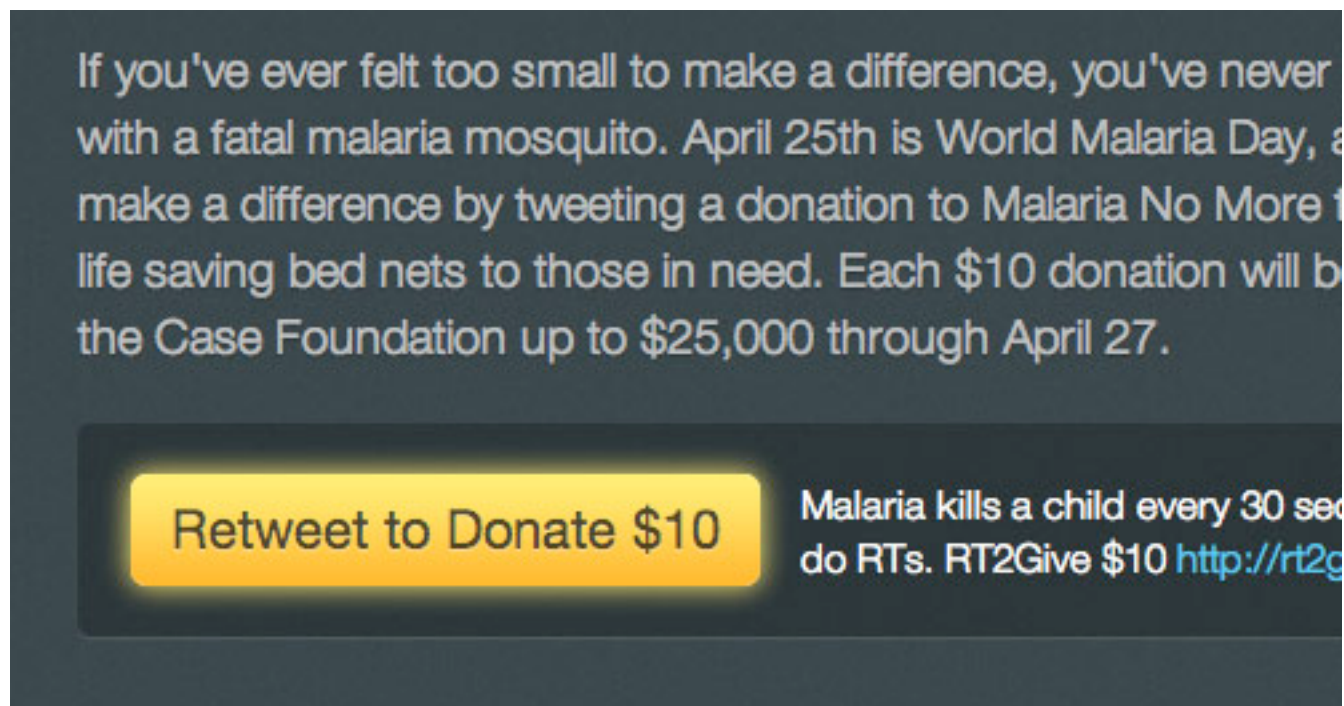 If you've ever felt too small to make a difference, you've never
with a fatal malaria mosquito. April 25th is World Malaria Day,
make a difference by tweeting a donation to Malaria No More
life saving bed nets to those in need. Each $10 donation will
the Case Foundation up to $25,000 through April 27.
Retweet to Donate $10
Malaria kills a child every 30
do RTs. RT2Give $10 http://rt2g